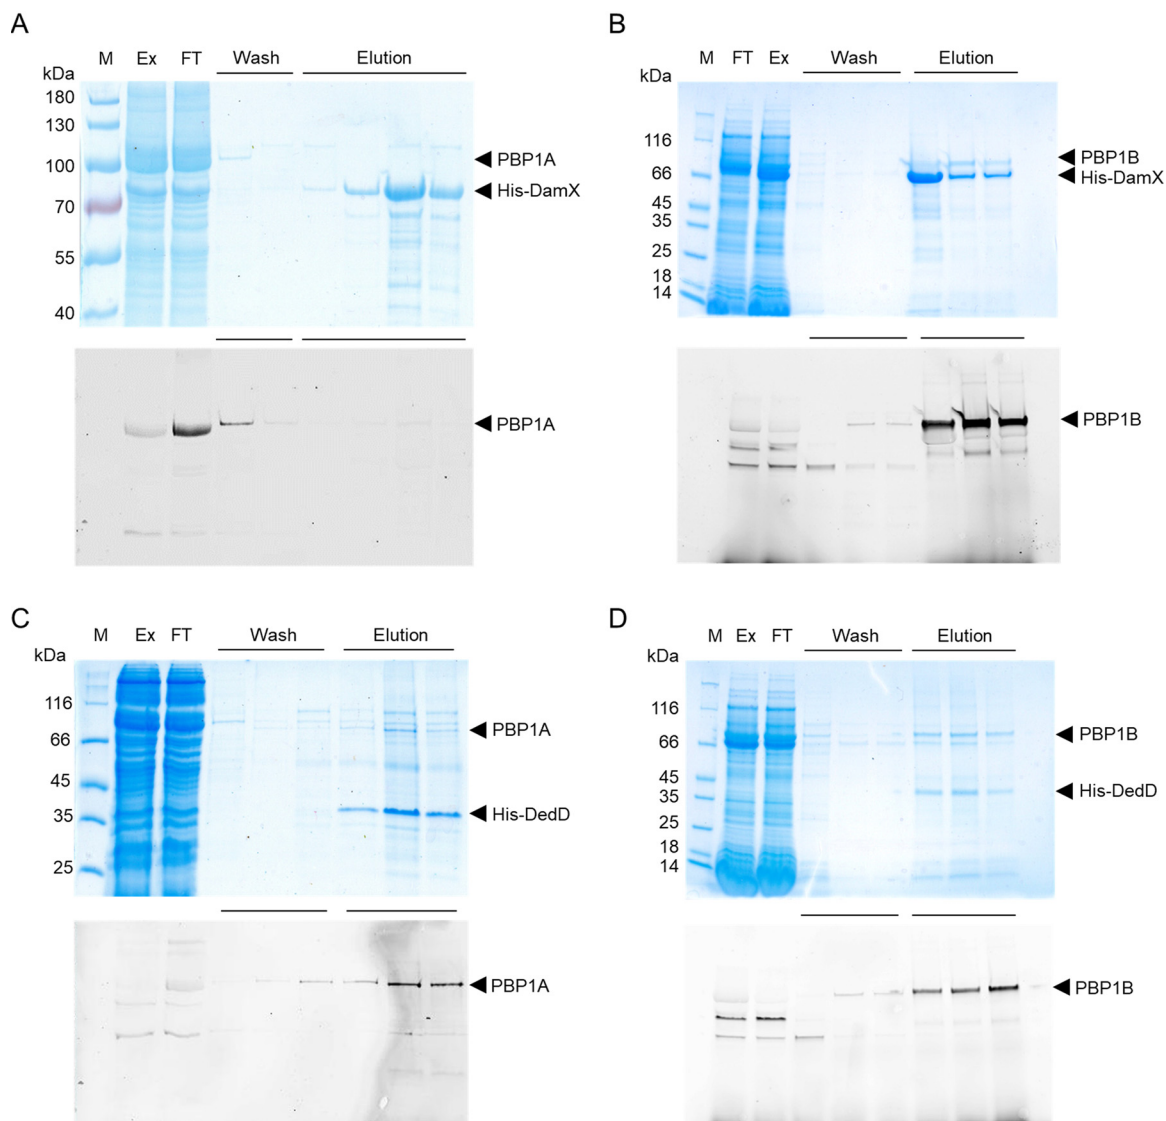 A
M Ex FT Wash Elution
kDa
180
130
100
70
55
40
PBP1A
His-DamX
PBP1A
B
M FT Ex Wash Elution
kDa
116
66
45
35
25
18
14
PBP1B
His-DamX
PBP1B
C
M Ex FT Wash Elution
kDa
116
66
45
35
25
PBP1A
His-DedD
PBP1A
D
M Ex FT Wash Elution
kDa
116
66
45
35
25
18
14
PBP1B
His-DedD
PBP1B